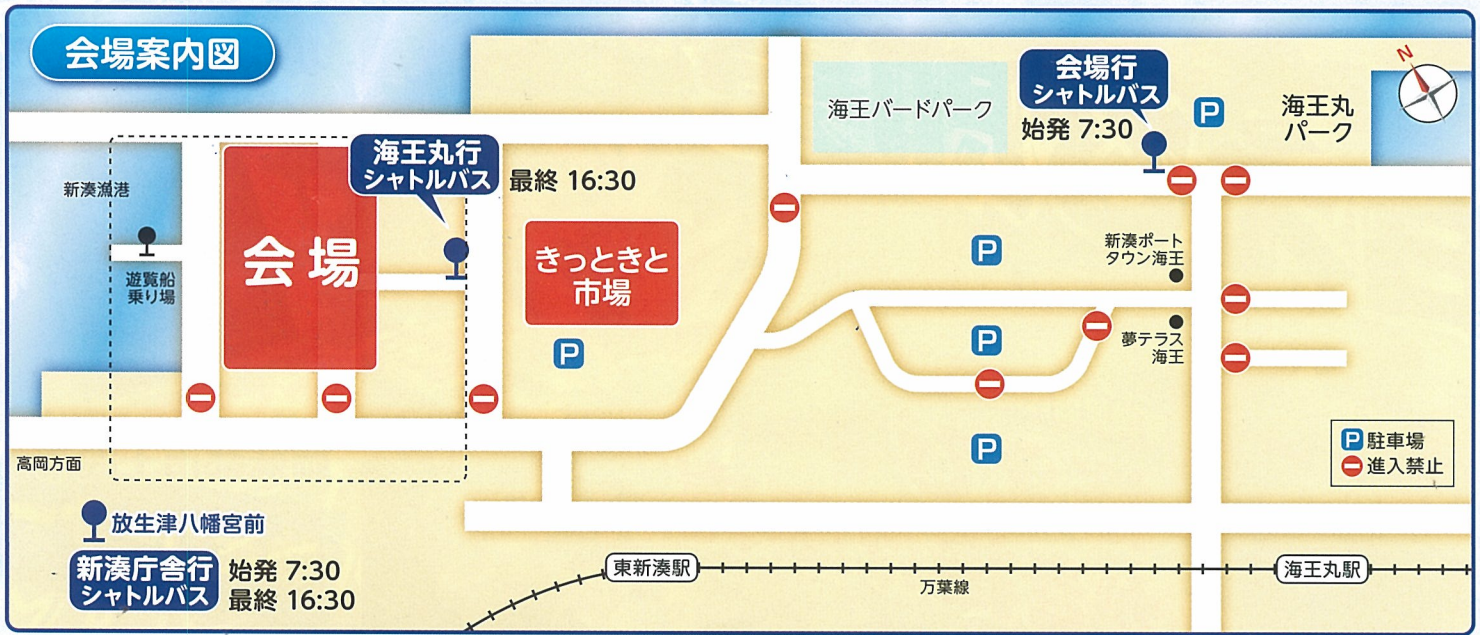 会場案内図
会場行
シャトルバス
始発 7:30
P
海王丸
パーク
N
海王バードパーク
海王丸行
シャトルバス
最終 16:30
新湊漁港
会場
遊覧船
乗り場
きっときと
市場
P
P
新湊ポート
タウン海王
P
夢テラス
海王
P
P 駐車場
進入禁止
高岡方面
放生津八幡宮前
新湊庁舎行
シャトルバス
始発 7:30
最終 16:30
東新湊駅
万葉線
海王丸駅